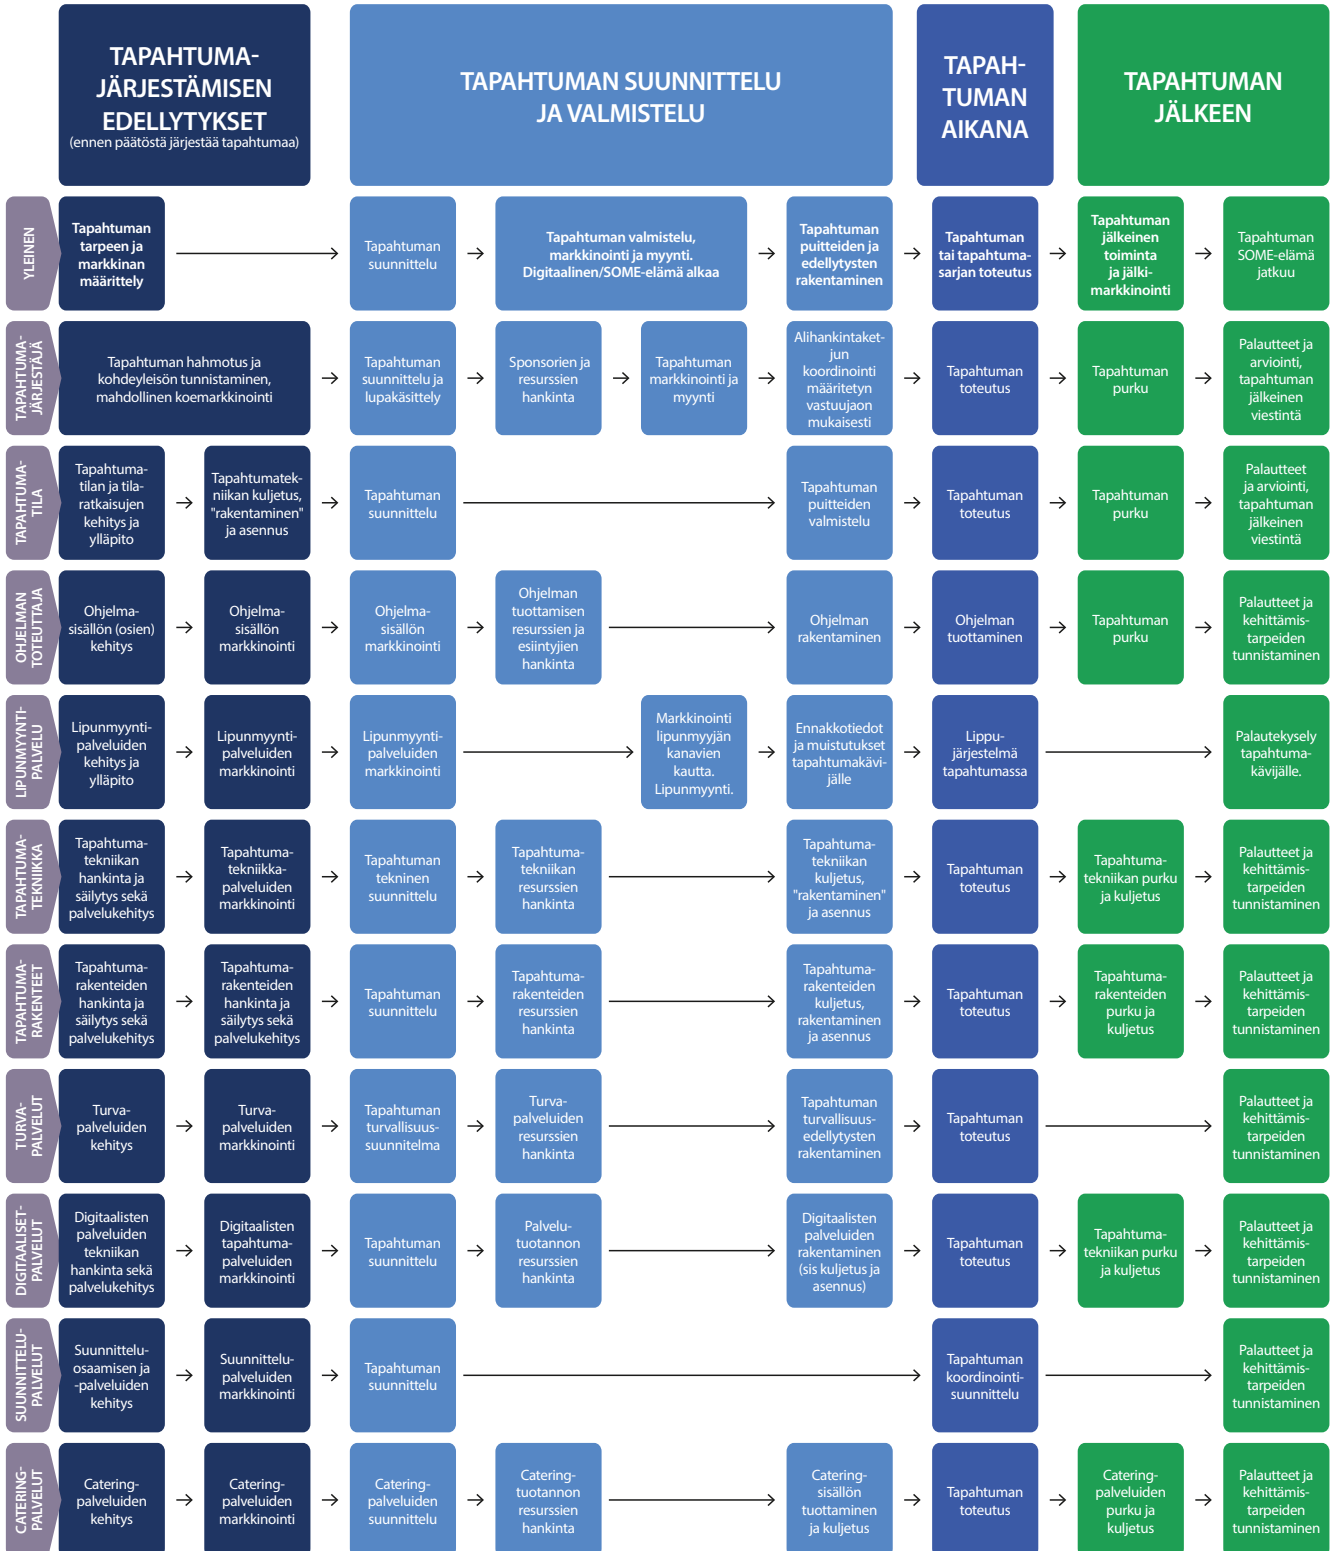 TAPAHTUMA-
JÄRJESTÄMISEN
EDELLYTYKSET
(ennen päätöstä järjestää tapahtumaa)
TAPAHTUMAN SUUNNITTELU
JA VALMISTELU
TAPAH-
TUMAN
AIKANA
TAPAHTUMAN
JÄLKEEN
YLEINEN
Tapahtuman
tarpeen ja
markkinan
määrittely
Tapahtuman
suunnittelu
Tapahtuman valmistelu,
markkinointi ja myynti.
Digitaalinen/SOME-elämä alkaa
Tapahtuman
puitteiden ja
edellytysten
rakentaminen
Tapahtuman
tai tapahtuma-
sarjan toteutus
Tapahtuman
jälkeinen
toiminta
ja jälki-
markkinointi
Tapahtuman
SOME-elämä
jatkuu
TAPAHTUMA-
JÄRJESTÄJÄ
Tapahtuman hahmotus ja
kohdeyleisön tunnistaminen,
mahdollinen koemarkkinointi
Tapahtuman
suunnittelu ja
lupakäsittely
Sponsorien ja
resurssien
hankinta
Tapahtuman
markkinointi ja
myynti
Alihankintaket-
jun
koordinointi
määritetyn
vastuujaon
mukaisesti
Tapahtuman
toteutus
Tapahtuman
purku
Palautteet ja
arviointi,
tapahtuman
jälkeinen
viestintä
TAPAHTUMA-
TILA
Tapahtuma-
tilan ja tila-
ratkaisujen
kehitys ja
ylläpito
Tapahtumatek-
niikan kuljetus,
"rakentaminen"
ja asennus
Tapahtuman
suunnittelu
Tapahtuman
puitteiden
valmistelu
Tapahtuman
toteutus
Tapahtuman
purku
Palautteet
ja arviointi,
tapahtuman
jälkeinen
viestintä
OHJELMAN
TOTEUTTAJA
Ohjelma-
sisällön (osien)
kehitys
Ohjelma-
sisällön
markkinointi
Ohjelma-
sisällön
markkinointi
Ohjelman
tuottamisen
resurssien ja
esiintyjien
hankinta
Ohjelman
rakentaminen
Ohjelman
tuottaminen
Tapahtuman
purku
Palautteet ja
kehittämis-
tarpeiden
tunnistaminen
LIPUNMYYNTI-
PALVELU
Lipunmyynti-
palveluiden
kehitys ja
ylläpito
Lipunmyynti-
palveluiden
markkinointi
Lipunmyynti-
palveluiden
markkinointi
Markkinointi
lipunmyyjän
kanavien
kautta.
Lipunmyynti.
Ennakkotiedot
ja muistutukset
tapahtumakävi-
jälle
Lippu-
järjestelmä
tapahtumassa
Palautekysely
tapahtuma-
kävijälle.
TAPAHTUMA-
TEKNIIKKA
Tapahtuma-
tekniikan
hankinta ja
säilytys sekä
palvelukehitys
Tapahtuma-
tekniikka-
palveluiden
markkinointi
Tapahtuman
tekninen
suunnittelu
Tapahtuma-
tekniikan
resurssien
hankinta
Tapahtuma-
tekniikan
kuljetus,
"rakentaminen"
ja asennus
Tapahtuman
toteutus
Tapahtuma-
tekniikan purku
ja kuljetus
Palautteet ja
kehittämis-
tarpeiden
tunnistaminen
TAPAHTUMA-
RAKENTEET
Tapahtuma-
rakenteiden
hankinta ja
säilytys sekä
palvelukehitys
Tapahtuma-
rakenteiden
hankinta ja
säilytys sekä
palvelukehitys
Tapahtuman
suunnittelu
Tapahtuma-
rakenteiden
resurssien
hankinta
Tapahtuma-
rakenteiden
kuljetus,
rakentaminen
ja asennus
Tapahtuman
toteutus
Tapahtuma-
rakenteiden
purku ja
kuljetus
Palautteet ja
kehittämis-
tarpeiden
tunnistaminen
TURVA-
PALVELUT
Turva-
palveluiden
kehitys
Turva-
palveluiden
markkinointi
Tapahtuman
turvallisuus-
suunnitelma
Turva-
palveluiden
resurssien
hankinta
Tapahtuman
turvallisuus-
edellytysten
rakentaminen
Tapahtuman
toteutus
Palautteet ja
kehittämis-
tarpeiden
tunnistaminen
DIGITAALISET-
PALVELUT
Digitaalisten
palveluiden
tekniikan
hankinta sekä
palvelukehitys
Digitaalisten
tapahtuma-
palveluiden
markkinointi
Tapahtuman
suunnittelu
Palvelu-
tuotannon
resurssien
hankinta
Digitaalisten
palveluiden
rakentaminen
(sis kuljetus ja
asennus)
Tapahtuman
toteutus
Tapahtuma-
tekniikan purku
ja kuljetus
Palautteet ja
kehittämis-
tarpeiden
tunnistaminen
SUUNNITTELU-
PALVELUT
Suunnittelu-
osaamisen ja
-palveluiden
kehitys
Suunnittelu-
palveluiden
markkinointi
Tapahtuman
suunnittelu
Tapahtuman
koordinointi-
suunnittelu
Palautteet ja
kehittämis-
tarpeiden
tunnistaminen
CATERING-
PALVELUT
Catering-
palveluiden
kehitys
Catering-
palveluiden
markkinointi
Catering-
palveluiden
suunnittelu
Catering-
tuotannon
resurssien
hankinta
Catering-
sisällön
tuottaminen
ja kuljetus
Tapahtuman
toteutus
Catering-
palveluiden
purku ja
kuljetus
Palautteet ja
kehittämis-
tarpeiden
tunnistaminen